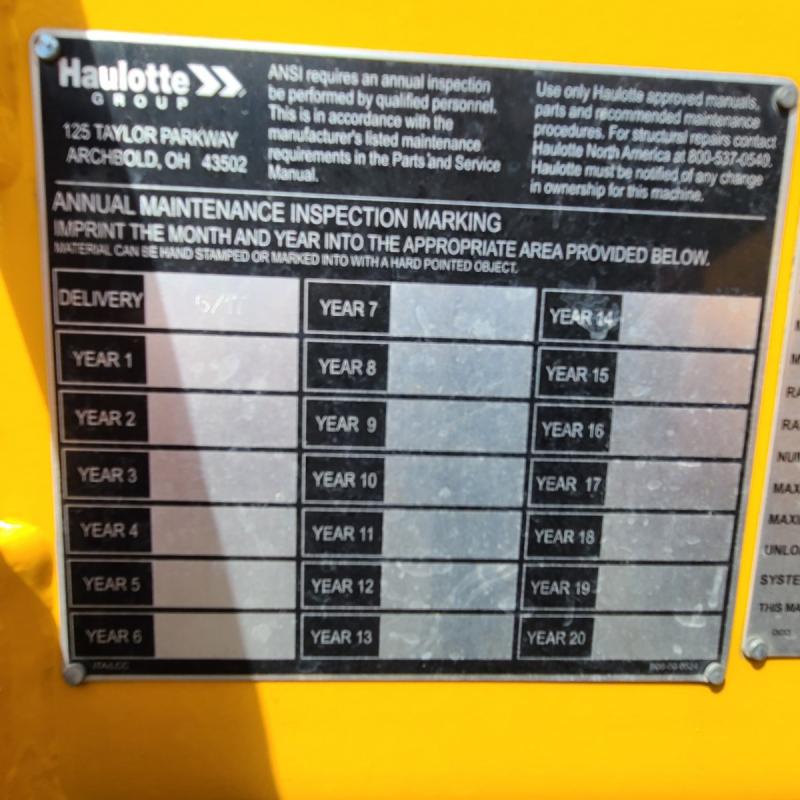 Haulotte
GROUP
125 TAYLOR PARKWAY
ARCHBOLD, OH 43502
ANSI requires an annual inspection
be performed by qualified personnel.
This is in accordance with the
manufacturer's listed maintenance
requirements in the Parts and Service
Manual.
Use only Haulotte approved manuals,
parts and recommended maintenance
procedures. For structural repairs contact
Haulotte North America at 800-537-0540.
Haulotte must be notified of any change
in ownership for this machine.
ANNUAL MAINTENANCE INSPECTION MARKING
IMPRINT THE MONTH AND YEAR INTO THE APPROPRIATE AREA PROVIDED BELOW.
MATERIAL CAN BE HAND STAMPED OR MARKED INTO WITH A HARD POINTED OBJECT.
DELIVERY 5/17
YEAR 1
YEAR 2
YEAR 3
YEAR 4
YEAR 5
YEAR 6
YEAR 7
YEAR 8
YEAR 9
YEAR 10
YEAR 11
YEAR 12
YEAR 13
YEAR 14
YEAR 15
YEAR 16
YEAR 17
YEAR 18
YEAR 19
YEAR 20
THIS